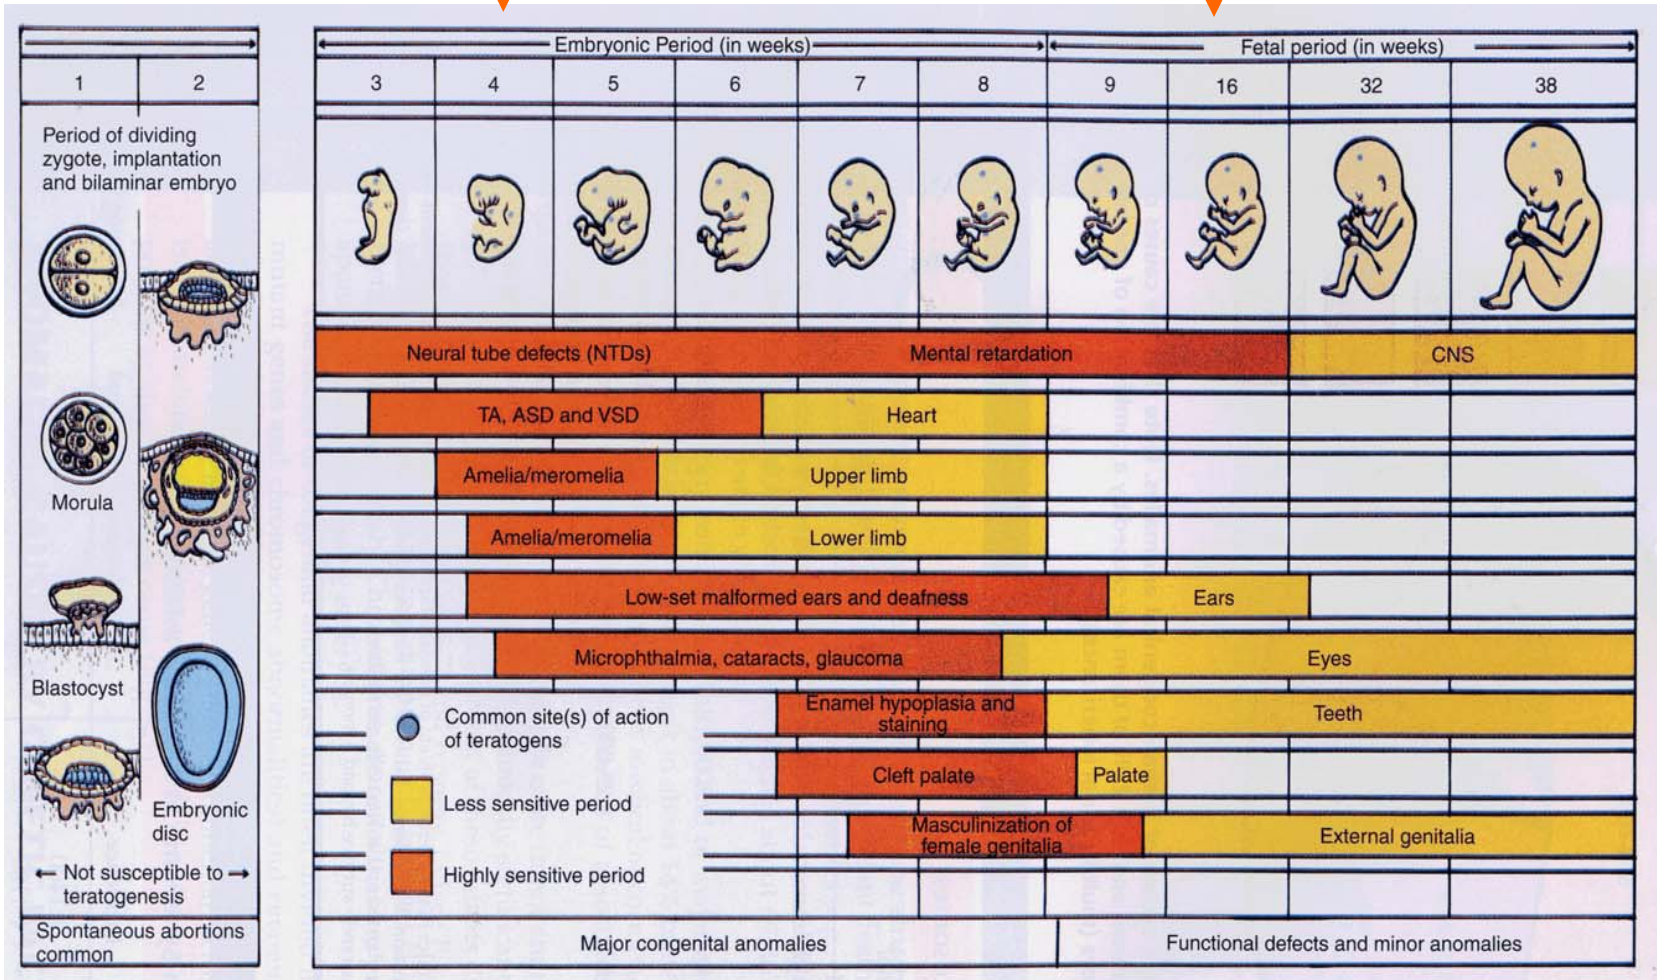 Embryonic Period (in weeks)
Fetal period (in weeks)
1
2
3
4
5
6
7
8
9
16
32
38
Period of dividing
zygote, implantation
and bilaminar embryo
Morula
Blastocyst
Embryonic
disc
← Not susceptible to →
teratogenesis
Spontaneous abortions
common
Neural tube defects (NTDs)
Mental retardation
CNS
TA, ASD and VSD
Heart
Amelia/meromelia
Upper limb
Amelia/meromelia
Lower limb
Low-set malformed ears and deafness
Ears
Microphthalmia, cataracts, glaucoma
Eyes
Enamel hypoplasia and
staining
Teeth
Cleft palate
Palate
Masculinization of
female genitalia
External genitalia
Common site(s) of action
of teratogens
Less sensitive period
Highly sensitive period
Major congenital anomalies
Functional defects and minor anomalies